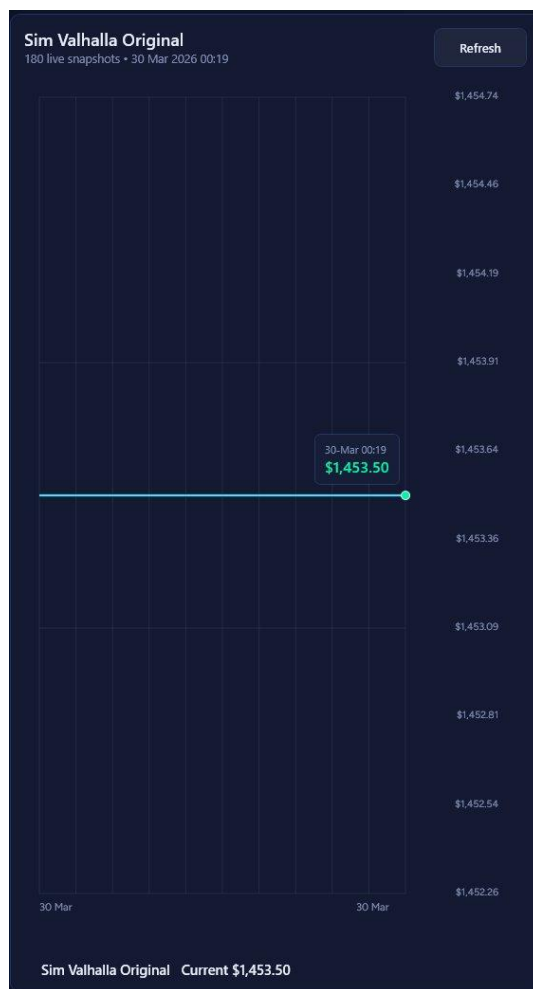 Sim Valhalla Original
Refresh
180 live snapshots • 30 Mar 2026 00:19
$1,454.74
$1,454.46
$1,454.19
$1,453.91
30-Mar 00:19
$1,453.50
$1,453.64
$1,453.36
$1,453.09
$1,452.81
$1,452.54
$1,452.26
30 Mar
30 Mar
Sim Valhalla Original Current $1,453.50